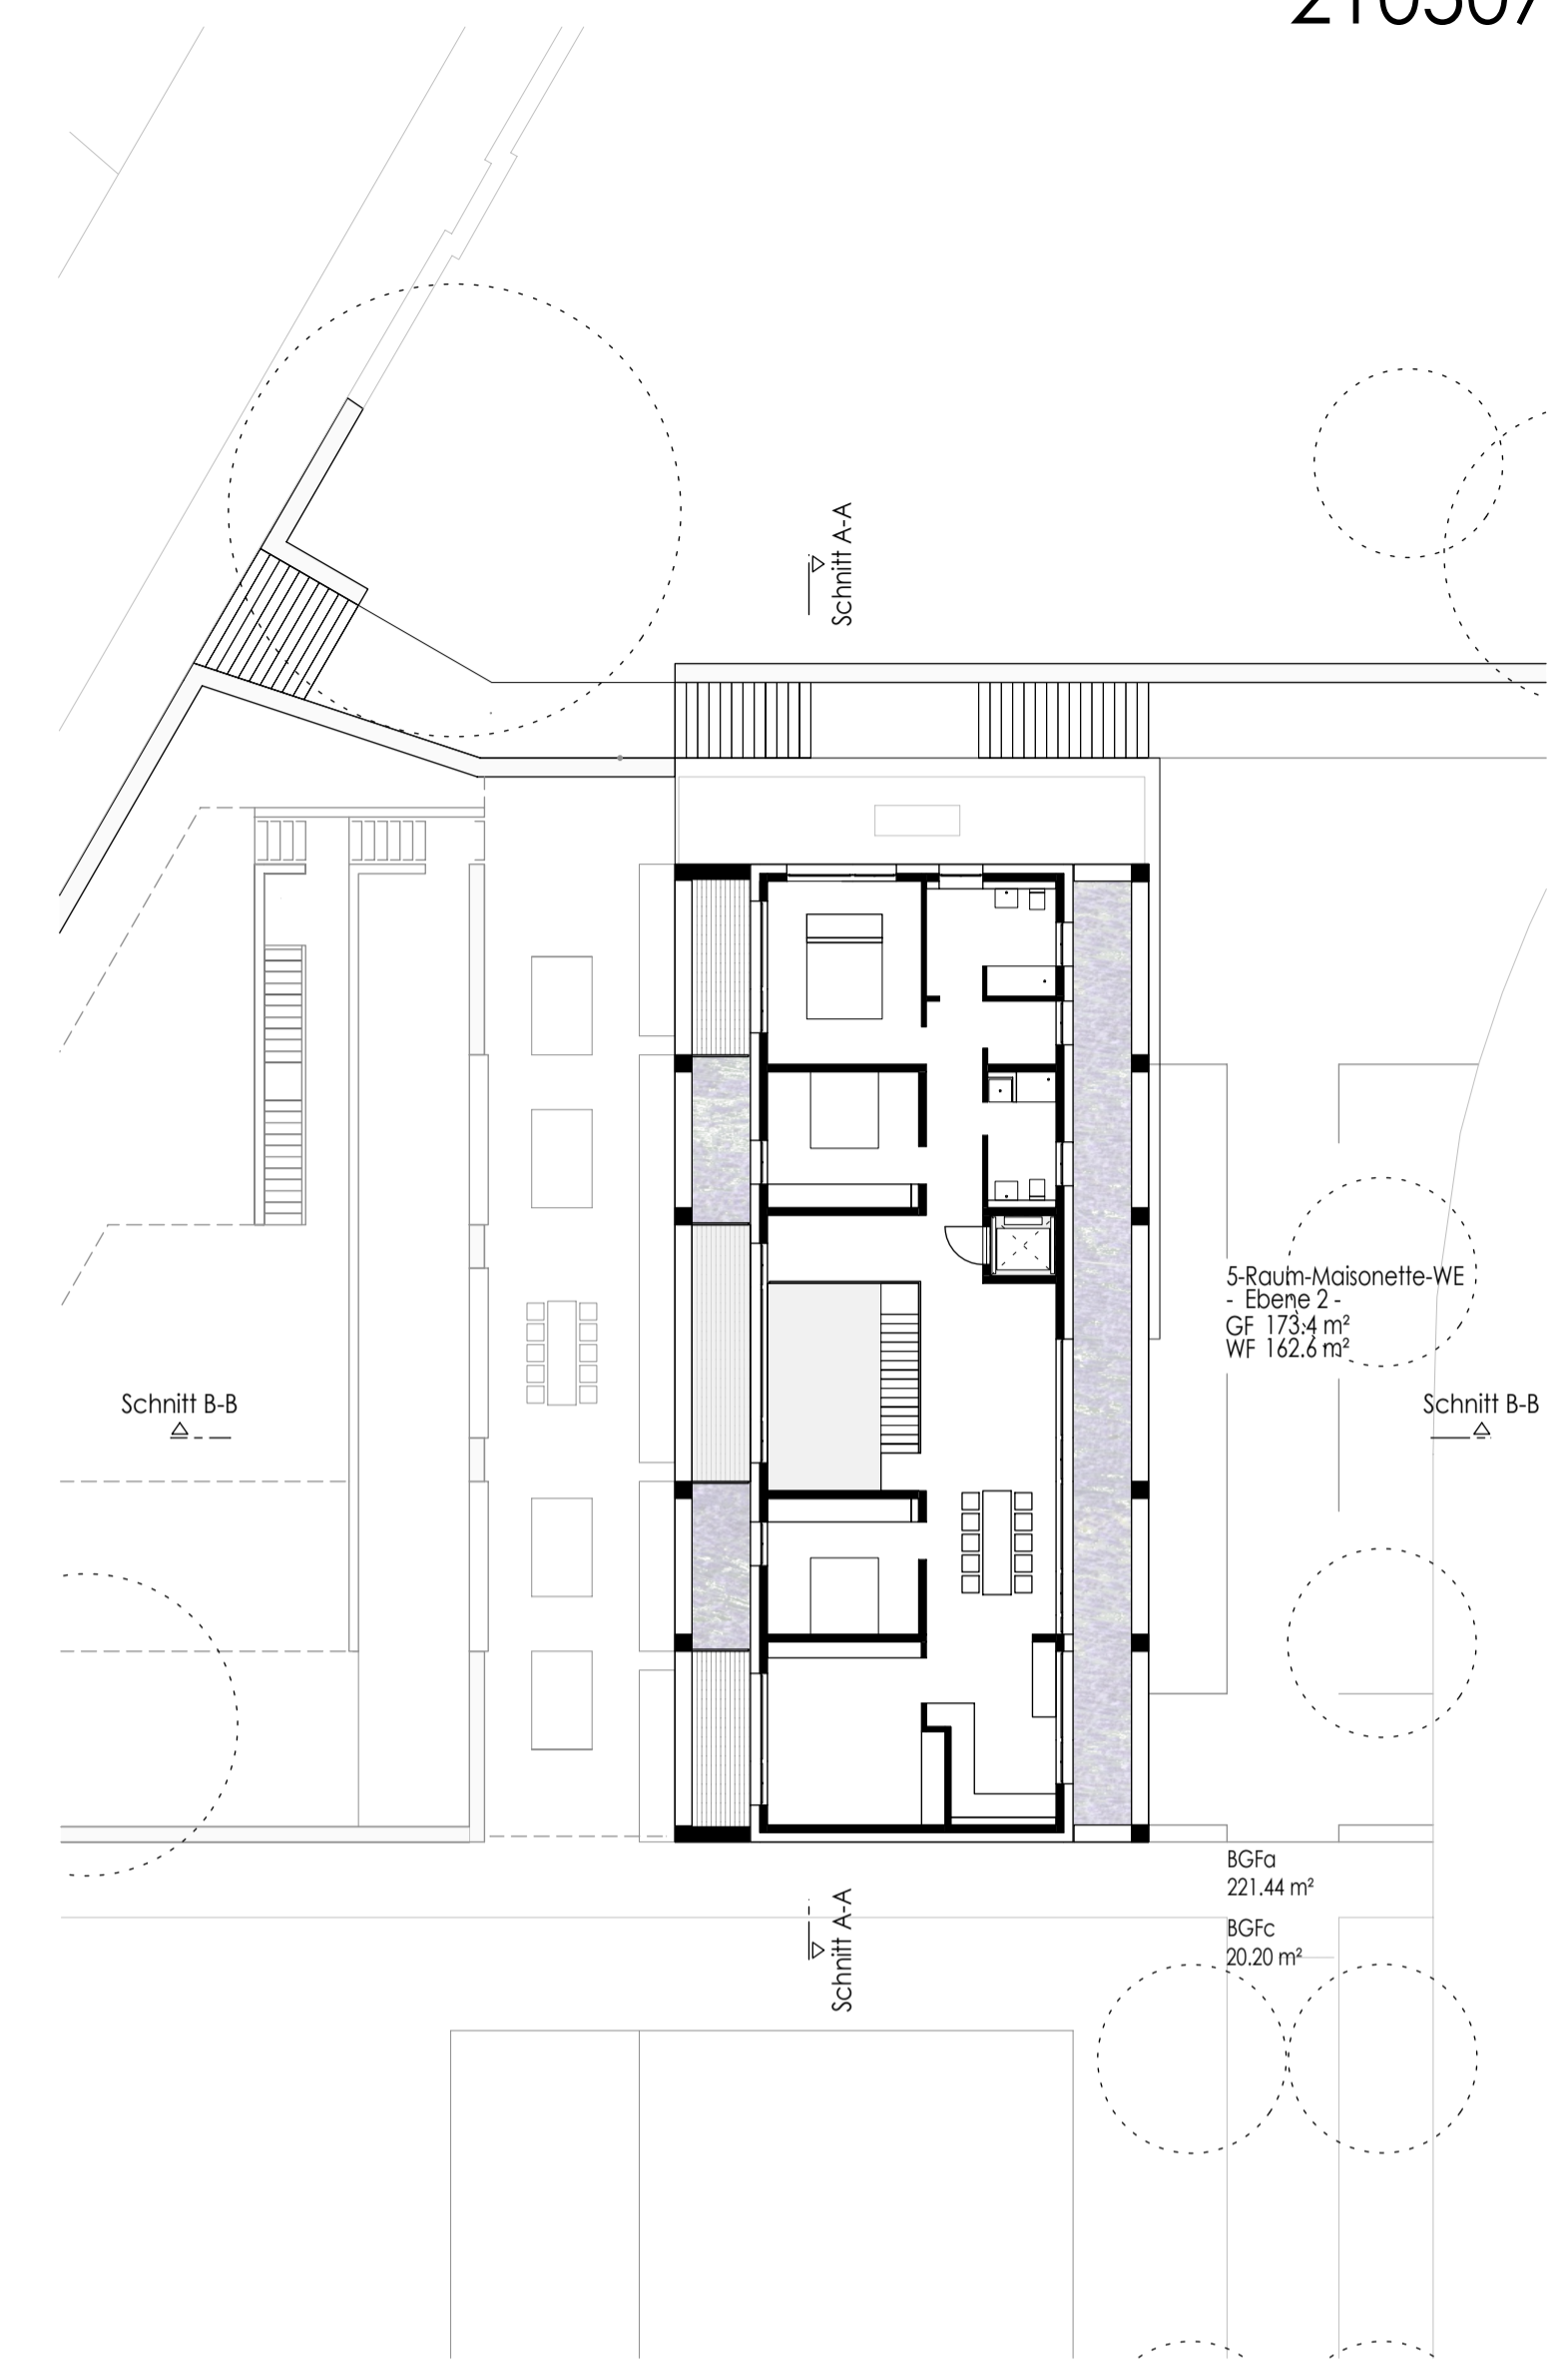 Schnitt A-A
5-Raum-Maisonette-WE
- Ebene 2 -
GF 173.4 m²
WF 162.6 m²
Schnitt B-B
Schnitt B-B
BGFa
221.44 m²
BGFc
20.20 m²
Schnitt A-A